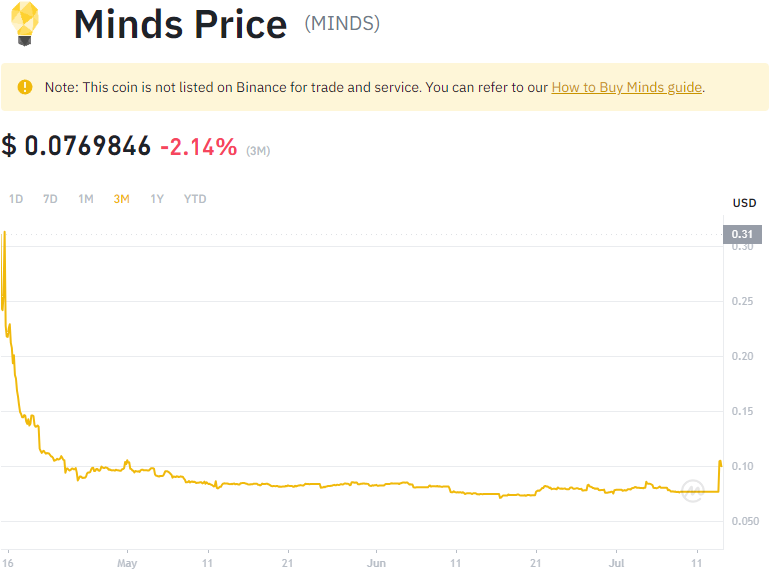 Minds Price (MINDS)
Note: This coin is not listed on Binance for trade and service. You can refer to our How to Buy Minds guide.
$ 0.0769846 -2.14% (3M)
1D 7D 1M 3M 1Y YTD
USD
0.31
0.30
0.25
0.20
0.15
0.10
0.050
16 May 11 21 Jun 11 21 Jul 11